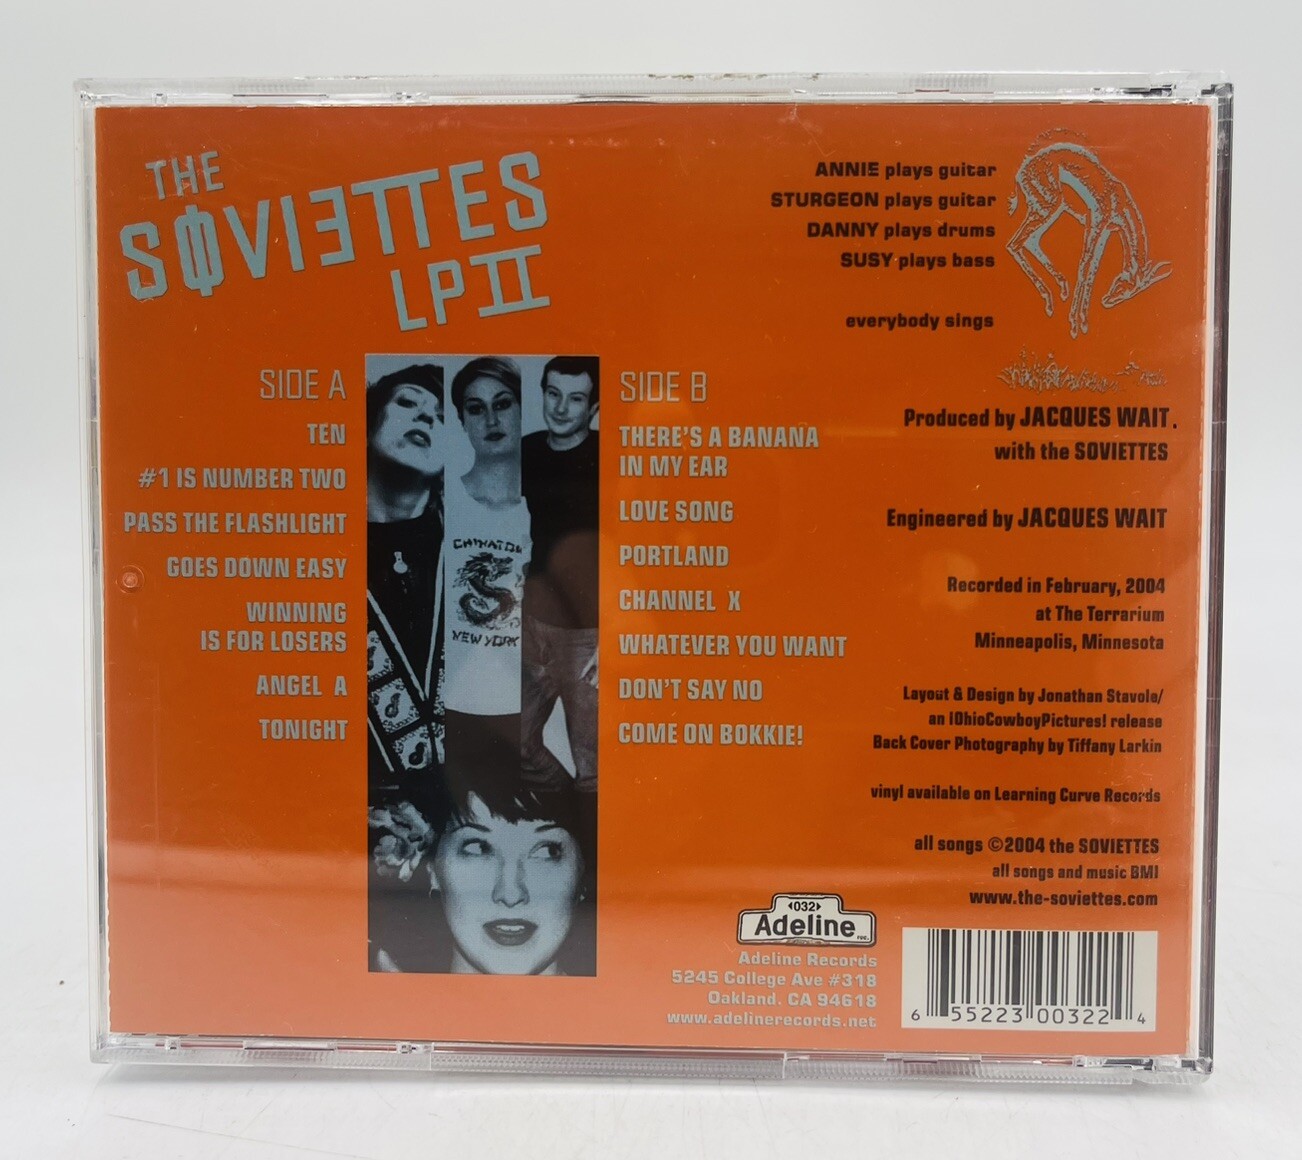 THE
SØVIETTES
LP II
SIDE A
TEN
#1 IS NUMBER TWO
PASS THE FLASHLIGHT
GOES DOWN EASY
WINNING
IS FOR LOSERS
ANGEL A
TONIGHT
CHINATOW
NEW YORK
SIDE B
THERE'S A BANANA
IN MY EAR
LOVE SONG
PORTLAND
CHANNEL X
WHATEVER YOU WANT
DON'T SAY NO
COME ON BOKKIE!
ANNIE plays guitar
STURGEON plays guitar
DANNY plays drums
SUSY plays bass
everybody sings
Produced by JACQUES WAIT.
with the SOVIETTES
Engineered by JACQUES WAIT
Recorded in February, 2004
at The Terrarium
Minneapolis, Minnesota
Layout & Design by Jonathan Stavole/
an !OhioCowboyPictures! release
Back Cover Photography by Tiffany Larkin
vinyl available on Learning Curve Records
all songs ©2004 the SOVIETTES
all songs and music BMI
www.the-soviettes.com
032
Adeline
Adeline Records
5245 College Ave #318
Oakland, CA 94618
www.adelinerecords.net
6 55223 00322 4